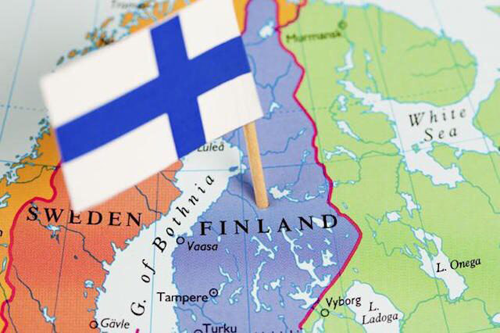 Murmansk
White
Sea
Luleå
SWEDEN
G. of Bothnia
FINLAND
Vaasa
L. Onega
Tampere
Vyborg
L.
Ladoga
Gävle
Turku